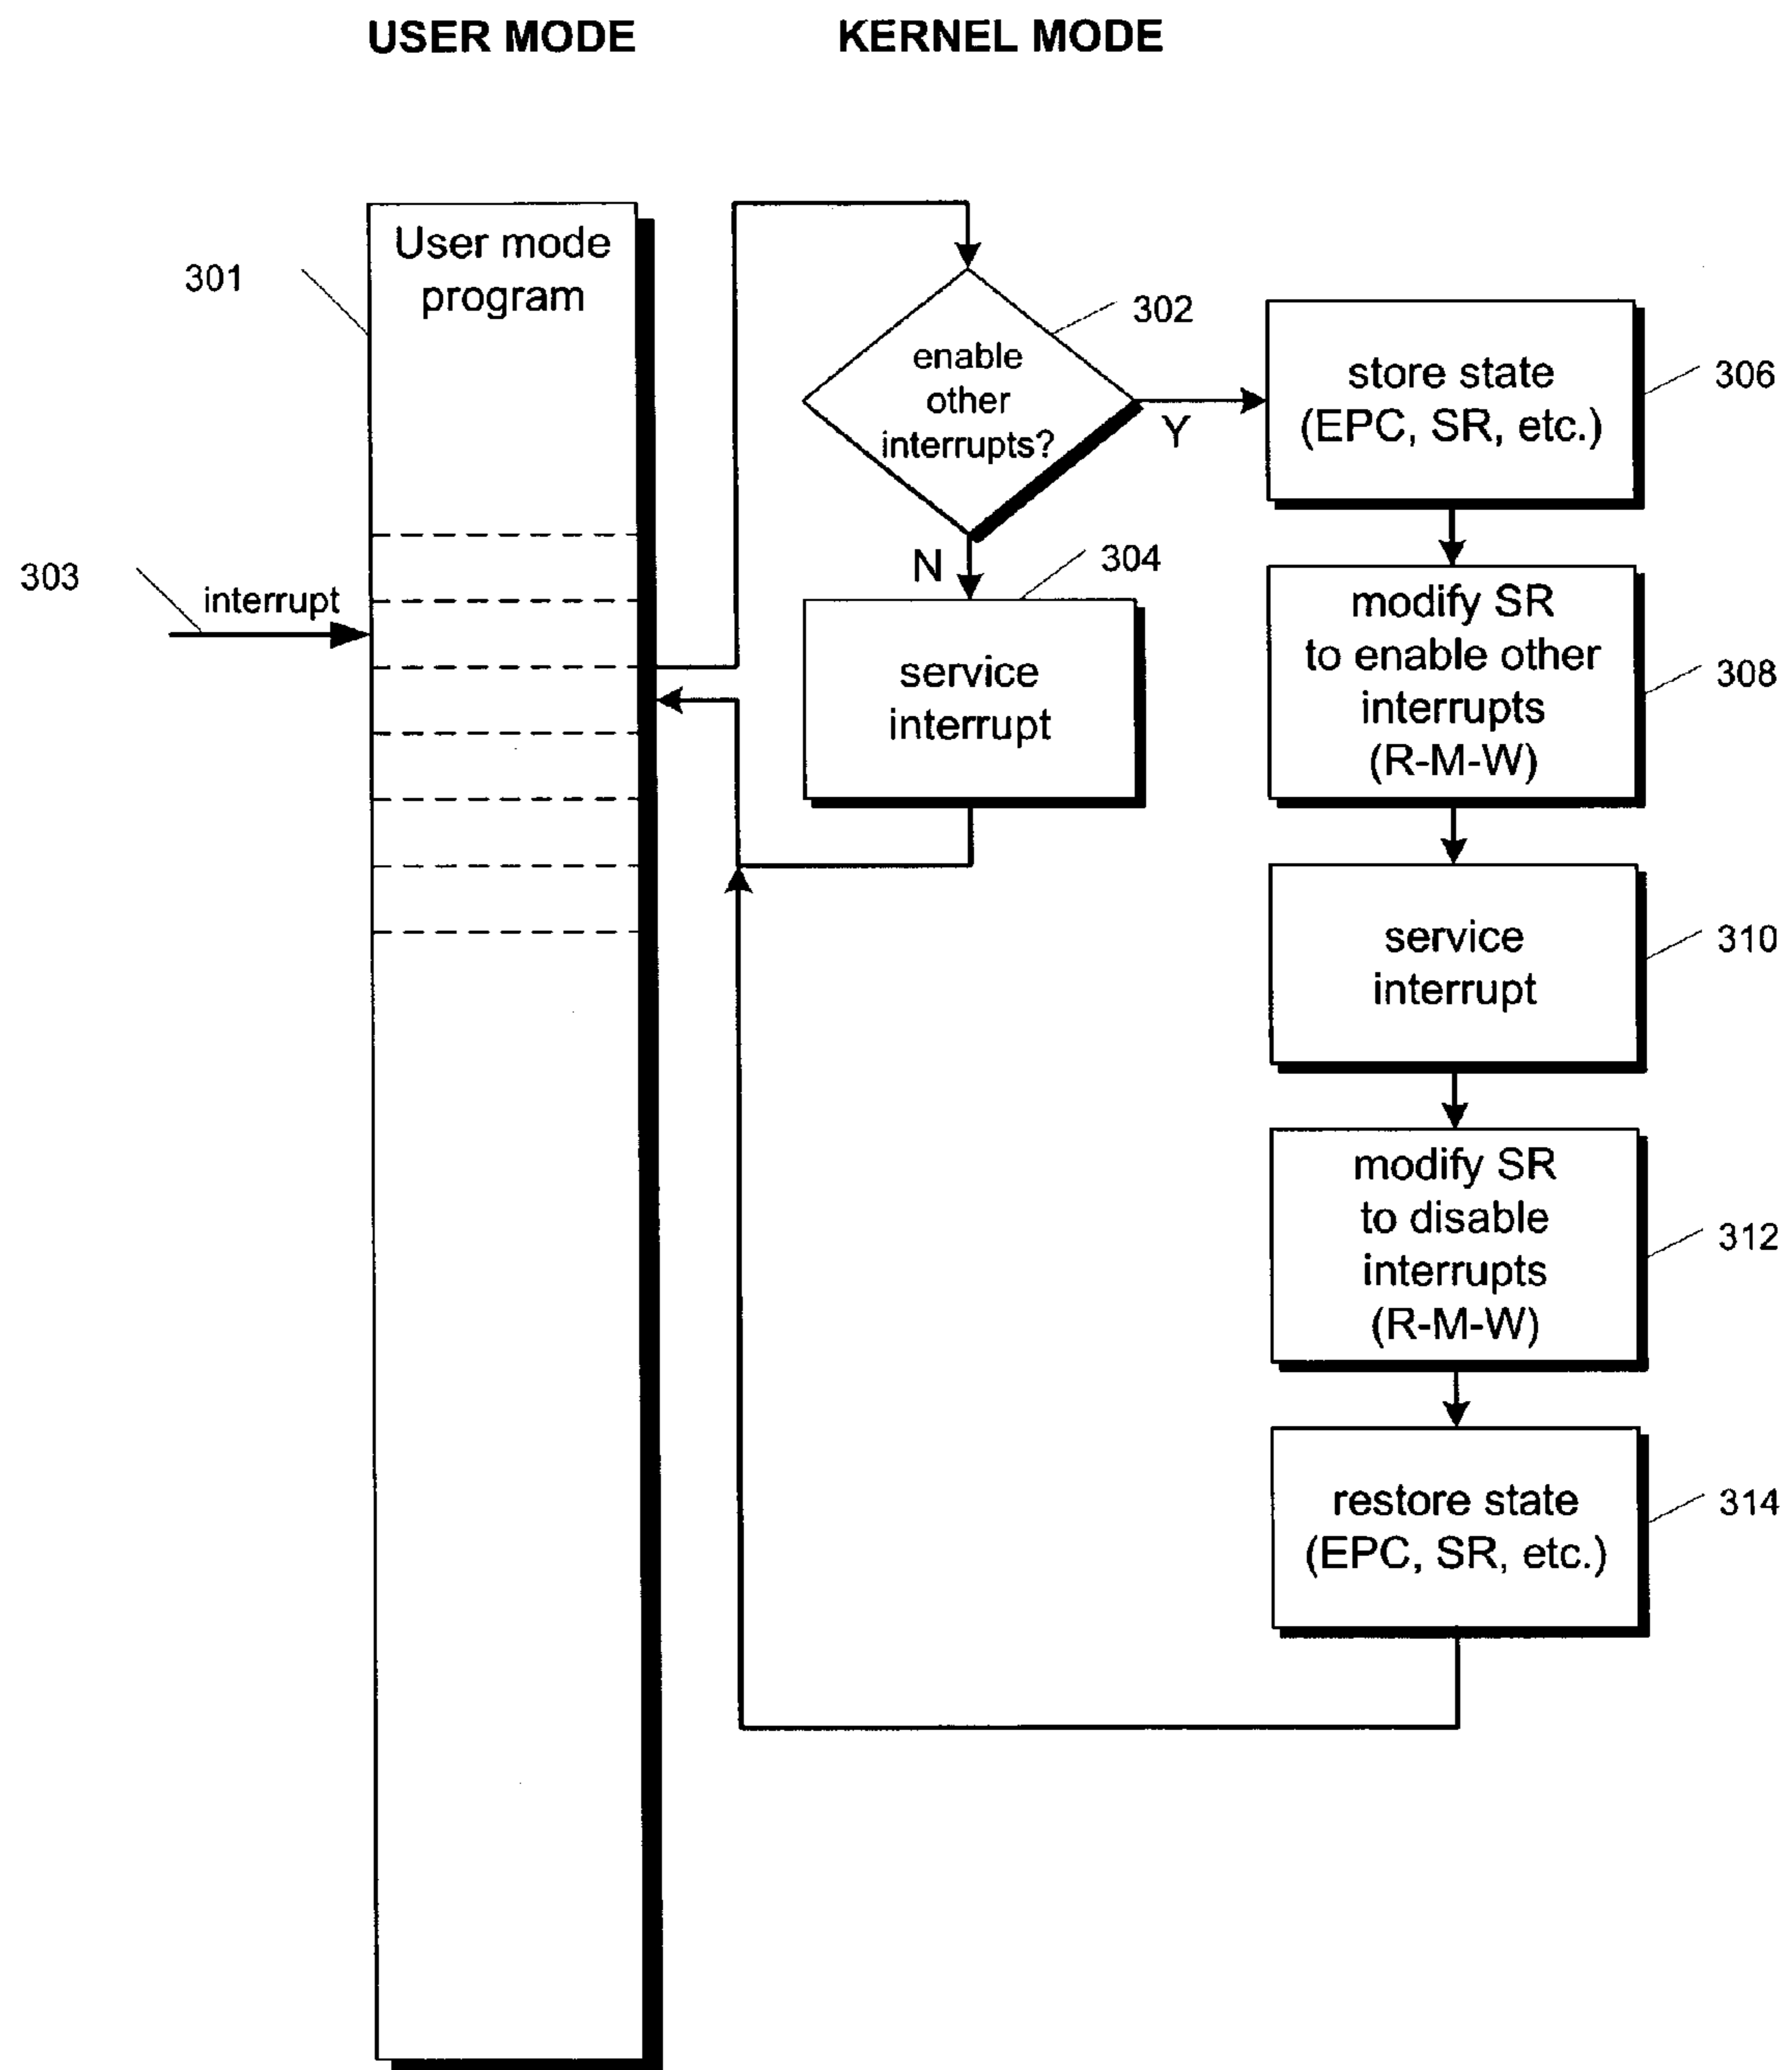 USER MODE
KERNEL MODE
User mode
program
301
303
interrupt
enable
other
interrupts?
302
Y
N
304
service
interrupt
store state
(EPC, SR, etc.)
306
modify SR
to enable other
interrupts
(R-M-W)
308
service
interrupt
310
modify SR
to disable
interrupts
(R-M-W)
312
restore state
(EPC, SR, etc.)
314